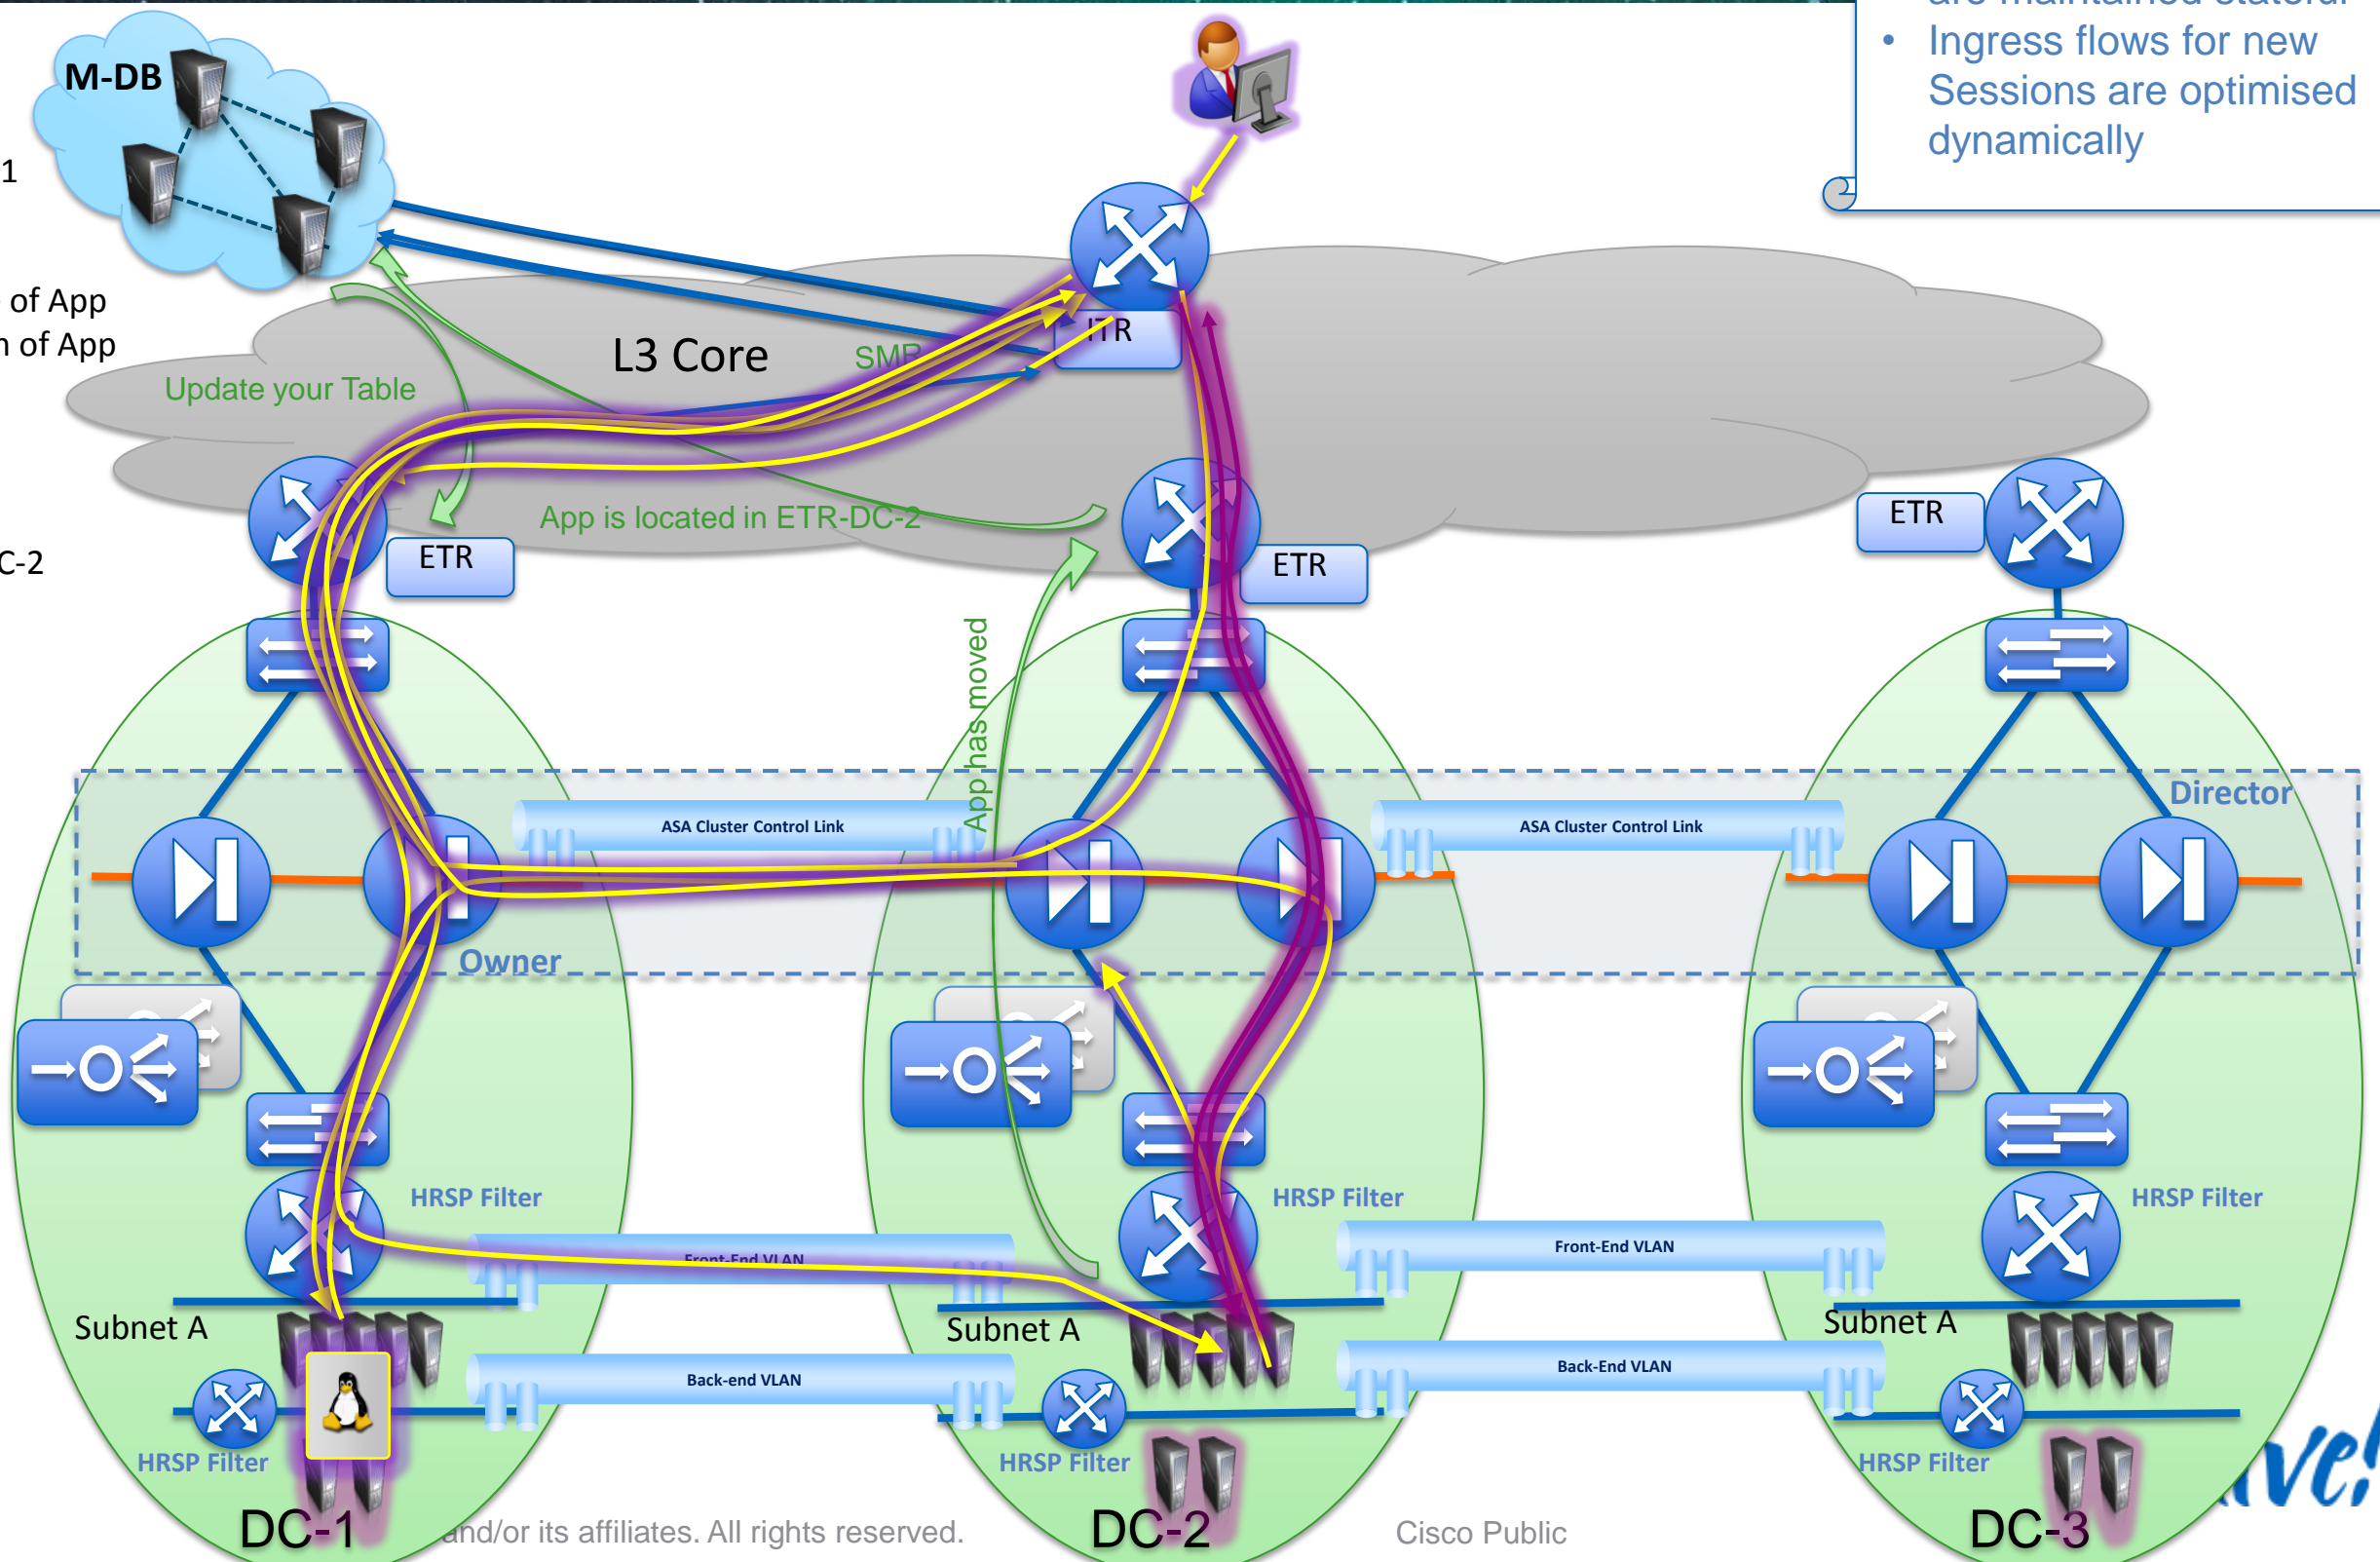 are maintained stateful
• Ingress flows for new
Sessions are optimised
dynamically
M-DB
1
of App
n of App
L3 Core
SMR
ITR
Update your Table
App is located in ETR-DC-2
ETR
ETR
ETR
C-2
App has moved
Director
ASA Cluster Control Link
ASA Cluster Control Link
Owner
HRSP Filter
HRSP Filter
HRSP Filter
Front-End VLAN
Front-End VLAN
Subnet A
Subnet A
Subnet A
Back-end VLAN
Back-End VLAN
HRSP Filter
HRSP Filter
HRSP Filter
DC-1
DC-2
DC-3
and/or its affiliates. All rights reserved.
Cisco Public
ive!